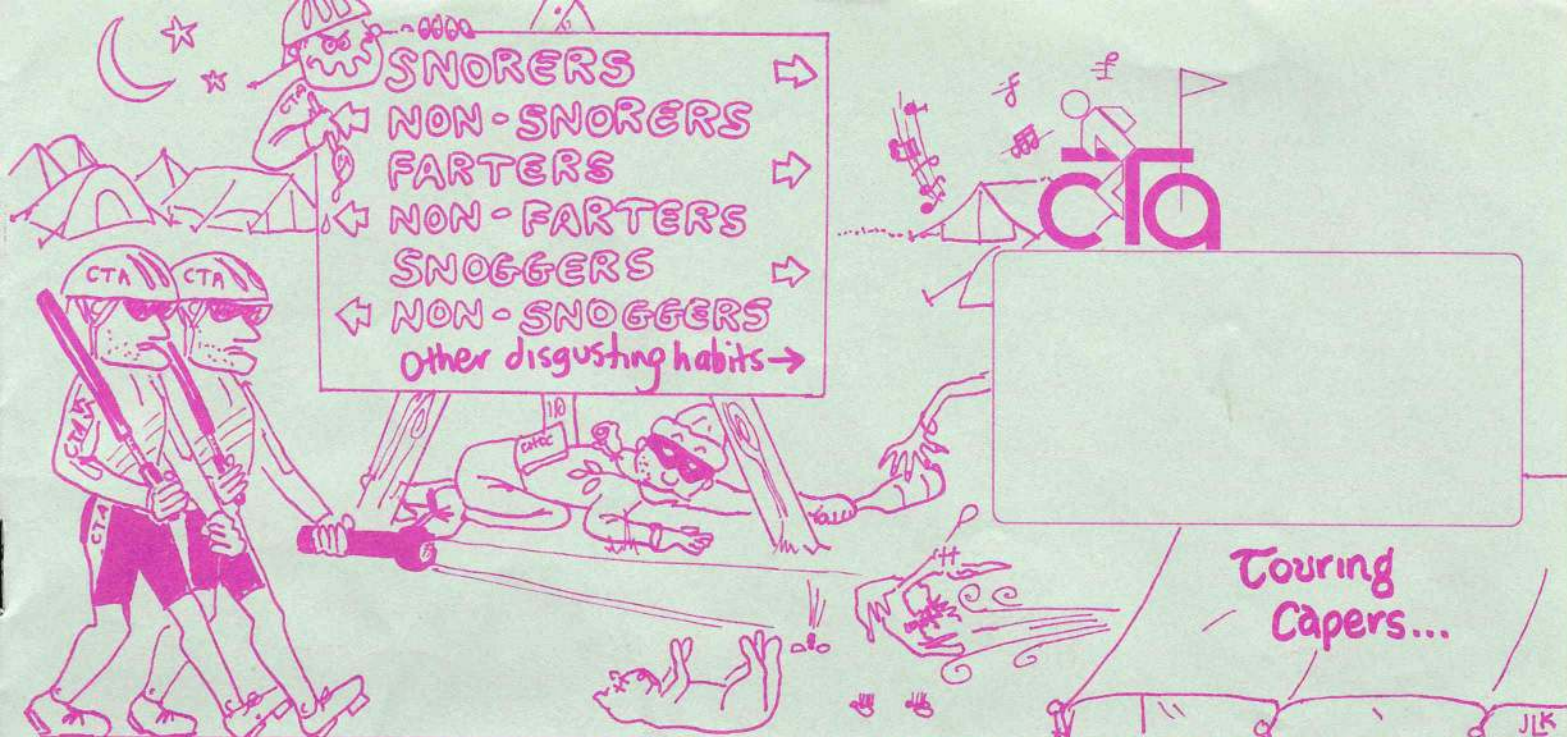 SNORERS
NON-SNORERS
FARTERS
NON-FARTERS
SNOGGERS
NON-SNOGGERS
Other disgusting habits
CTA
cTa
CTA
CTA
CTA
CTA
Touring
Capers...
JLK